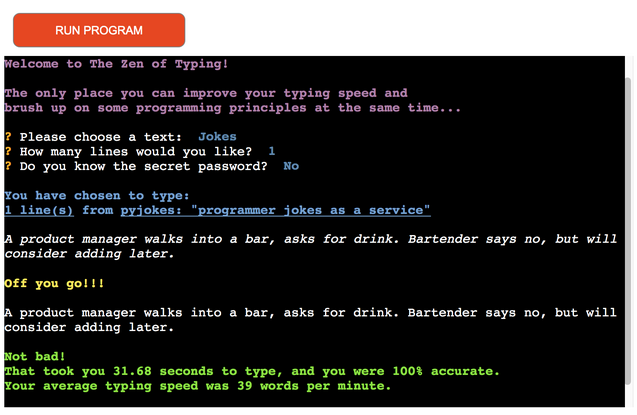 RUN PROGRAM
Welcome to The Zen of Typing!
The only place you can improve your typing speed and
brush up on some programming principles at the same time...
? Please choose a text: Jokes
? How many lines would you like? 1
? Do you know the secret password? No
You have chosen to type:
1 line(s) from pyjokes: "programmer jokes as a service"
A product manager walks into a bar, asks for drink. Bartender says no, but will
consider adding later.
Off you go!!!
A product manager walks into a bar, asks for drink. Bartender says no, but will
consider adding later.
Not bad!
That took you 31.68 seconds to type, and you were 100% accurate.
Your average typing speed was 39 words per minute.